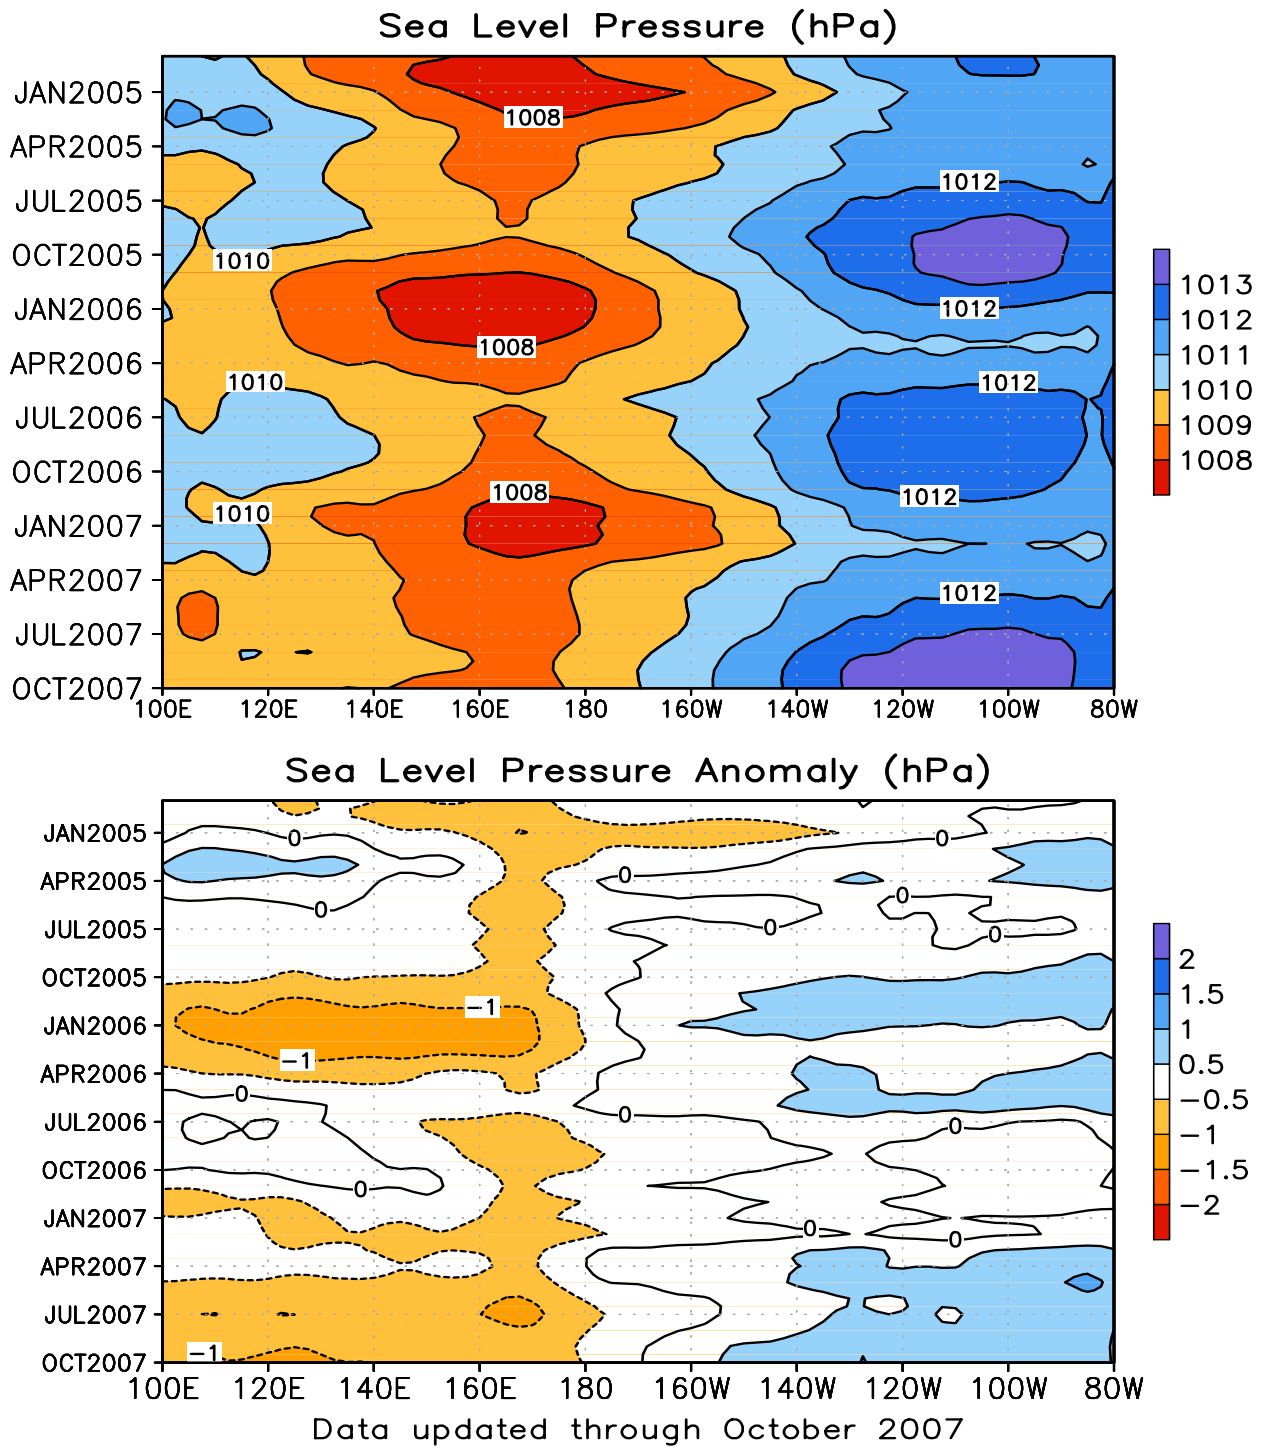 Sea Level Pressure (hPa)
JAN2005
1008
APR2005
1012
JUL2005
OCT2005
1010
1013
JAN2006
1012
1012
1008
1011
APR2006
1010
1012
1010
JUL2006
1009
1008
OCT2006
1008
1012
1010
JAN2007
APR2007
1012
JUL2007
OCT2007
100E 120E 140E 160E 180 160W 140W 120W 100W 80W
Sea Level Pressure Anomaly (hPa)
JAN2005
0
0
APR2005
0
0
0
JUL2005
0
0
2
OCT2005
1.5
-1
JAN2006
1
-1
0.5
APR2006
0
-0.5
0
JUL2006
0
-1
OCT2006
-1.5
0
-2
JAN2007
0
0
APR2007
JUL2007
-1
OCT2007
100E 120E 140E 160E 180 160W 140W 120W 100W 80W
Data updated through October 2007